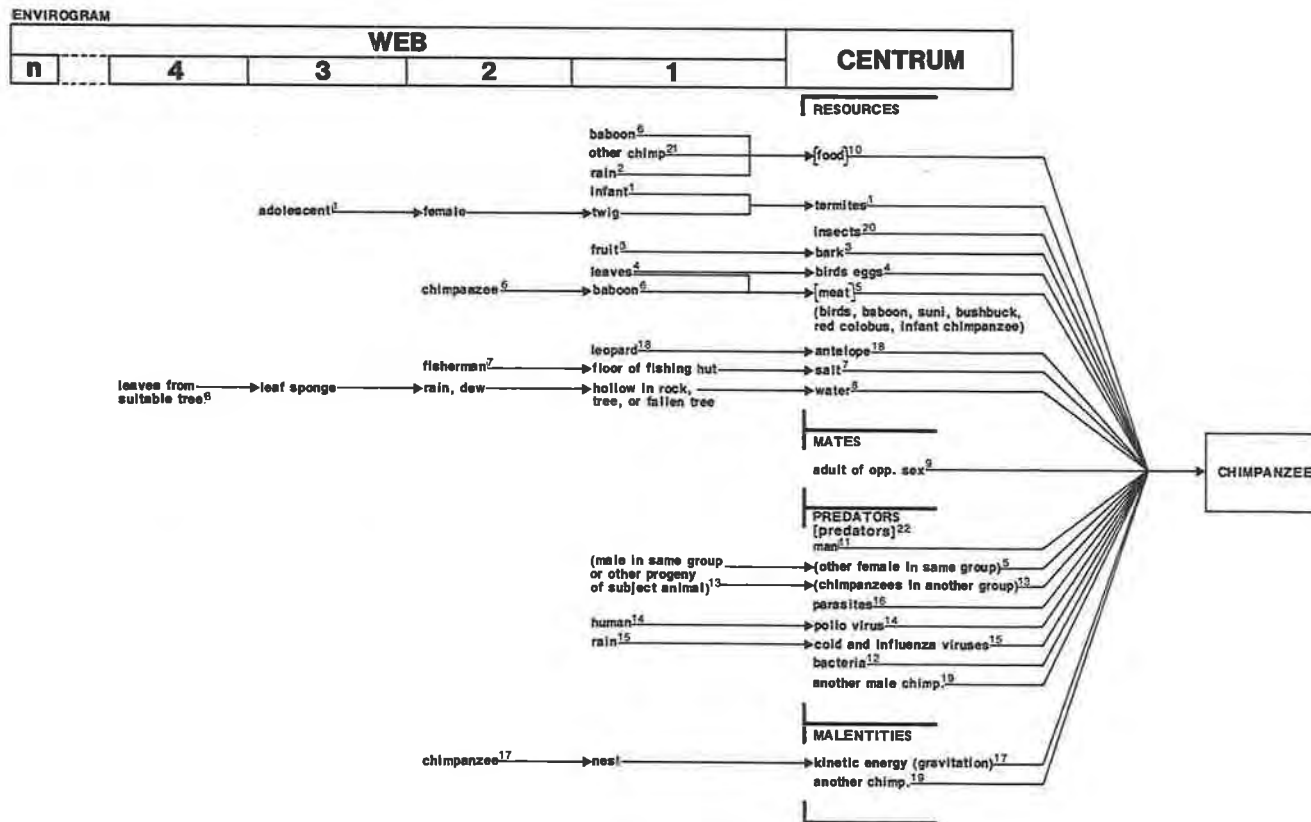 ENVIROGRAM
WEB
CENTRUM
n 4 3 2 1
RESOURCES
baboon6
other chimp21
rain2
[food]10
infant1
adolescent1 female twig
termites1
insects20
fruit3 bark3
leaves4 birds eggs4
chimpanzee6 baboon6 [meat]5
(birds, baboon, suni, bushbuck,
red colobus, infant chimpanzee)
leopard18 antelope18
fisherman7 floor of fishing hut salt7
leaves from
suitable tree8
leaf sponge rain, dew
hollow in rock,
tree, or fallen tree
water8
MATES
adult of opp. sex9
CHIMPANZEE
PREDATORS
[predators]22
man11
(male in same group
or other progeny
of subject animal)13
(other female in same group)5
(chimpanzees in another group)13
parasites16
human14 polio virus14
rain15 cold and influenza viruses15
bacteria12
another male chimp.19
MALENTITIES
chimpanzee17 nest kinetic energy (gravitation)17
another chimp.19